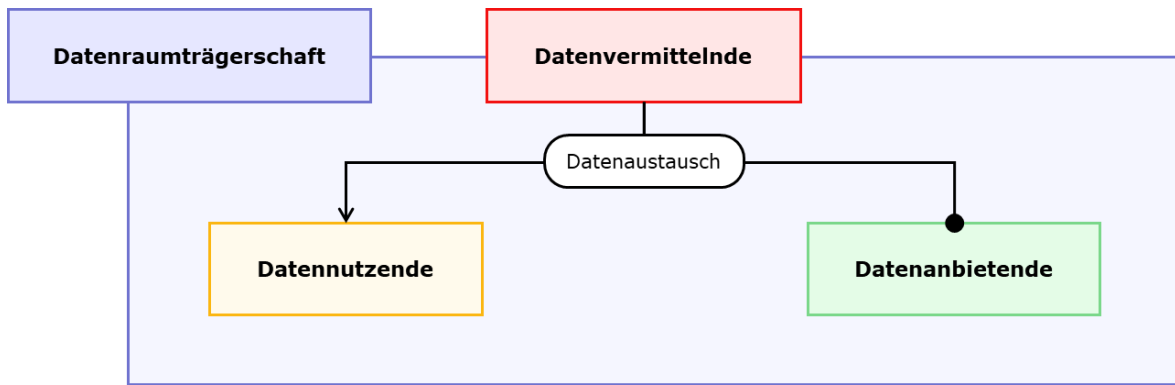 Datenraumträgerschaft
Datenvermittelnde
Datenaustausch
Datennutzende
Datenanbietende